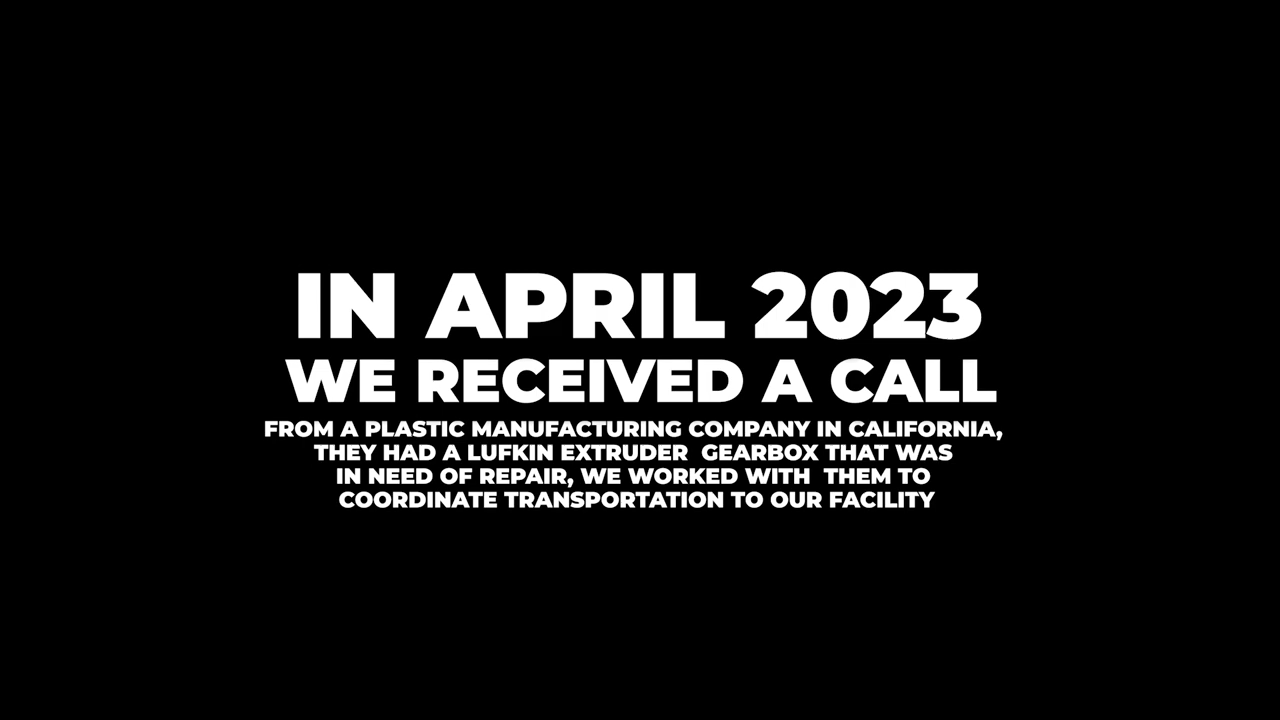 IN APRIL 2023
WE RECEIVED A CALL
FROM A PLASTIC MANUFACTURING COMPANY IN CALIFORNIA,
THEY HAD A LUFKIN EXTRUDER  GEARBOX THAT WAS
IN NEED OF REPAIR, WE WORKED WITH  THEM TO
COORDINATE TRANSPORTATION TO OUR FACILITY